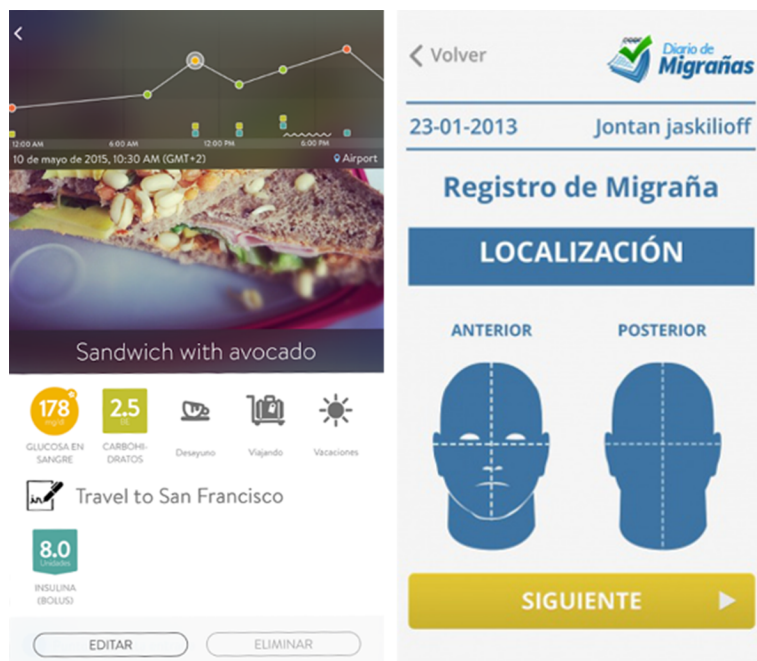 12:00 AM 6:00 AM 12:00 PM 6:00 PM
10 de mayo de 2015, 10:30 AM (GMT+2) Airport
Sandwich with avocado
178
mg/dl
GLUCOSA EN
SANGRE
2.5
BE
CARBOHI-
DRATOS
Desayuno
Viajando
Vacaciones
Travel to San Francisco
8.0
Unidades
INSULINA
(BOLUS)
EDITAR
ELIMINAR
Volver
Diario de
Migrañas
23-01-2013
Jontan jaskilioff
Registro de Migraña
LOCALIZACIÓN
ANTERIOR
POSTERIOR
SIGUIENTE